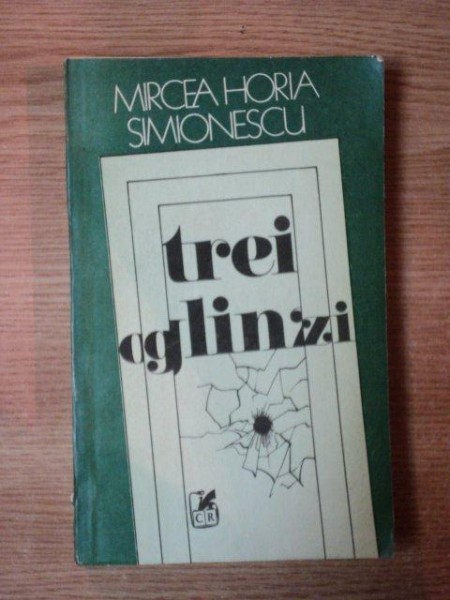 MIRCEA HORIA
SIMIONESCU
trei
oglinzi
CR